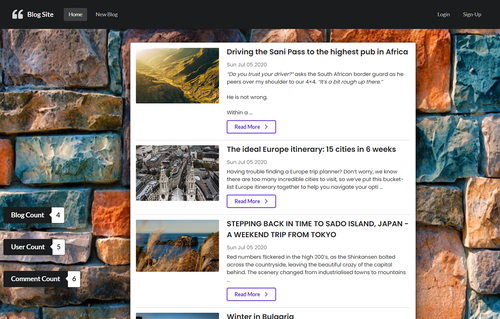 Blog Site
Home
New Blog
Login
Sign-Up
Driving the Sani Pass to the highest pub in Africa
Sun Jul 05 2020
"Do you trust your driver?" asks the South African border guard as he
peers over my shoulder to our 4×4. "It's a bit rough up there."
He is not wrong.
Within a ...
Read More
The ideal Europe itinerary: 15 cities in 6 weeks
Sun Jul 05 2020
Having trouble finding a Europe trip planner? Don't worry, we know
there are too many incredible cities to visit, so we've put this bucket-
list Europe itinerary together to help you navigate your opti ...
Read More
STEPPING BACK IN TIME TO SADO ISLAND, JAPAN -
A WEEKEND TRIP FROM TOKYO
Sun Jul 05 2020
Red numbers flickered in the high 200's, as the Shinkansen bolted
across the countryside, leaving the beautiful crazy of the capital
behind. The scenery changed from industrialised towns to mountains
...
Read More
Winter in Bulgaria
Blog Count 4
User Count 5
Comment Count 6